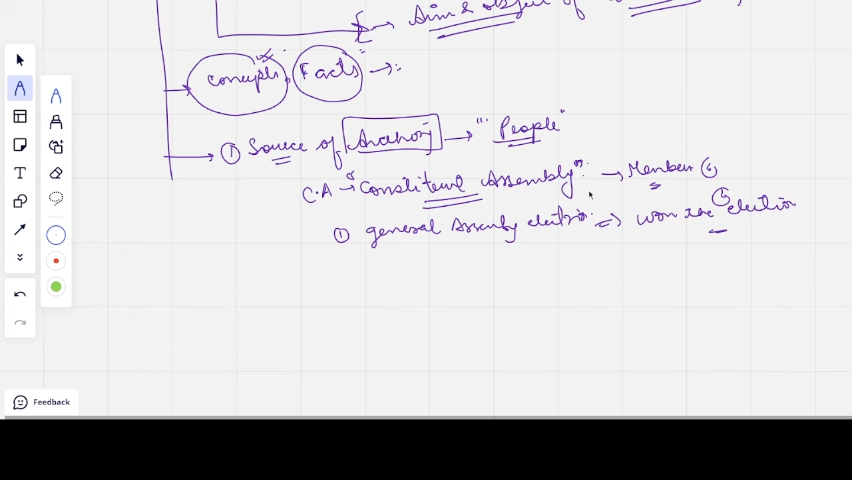 Aim & object of
Concepts, Facts →:
① Source of Authority → "People"
C.A → "Constituent Assembly": → Member
① general Assembly election: ⇒ won the election
T
Feedback